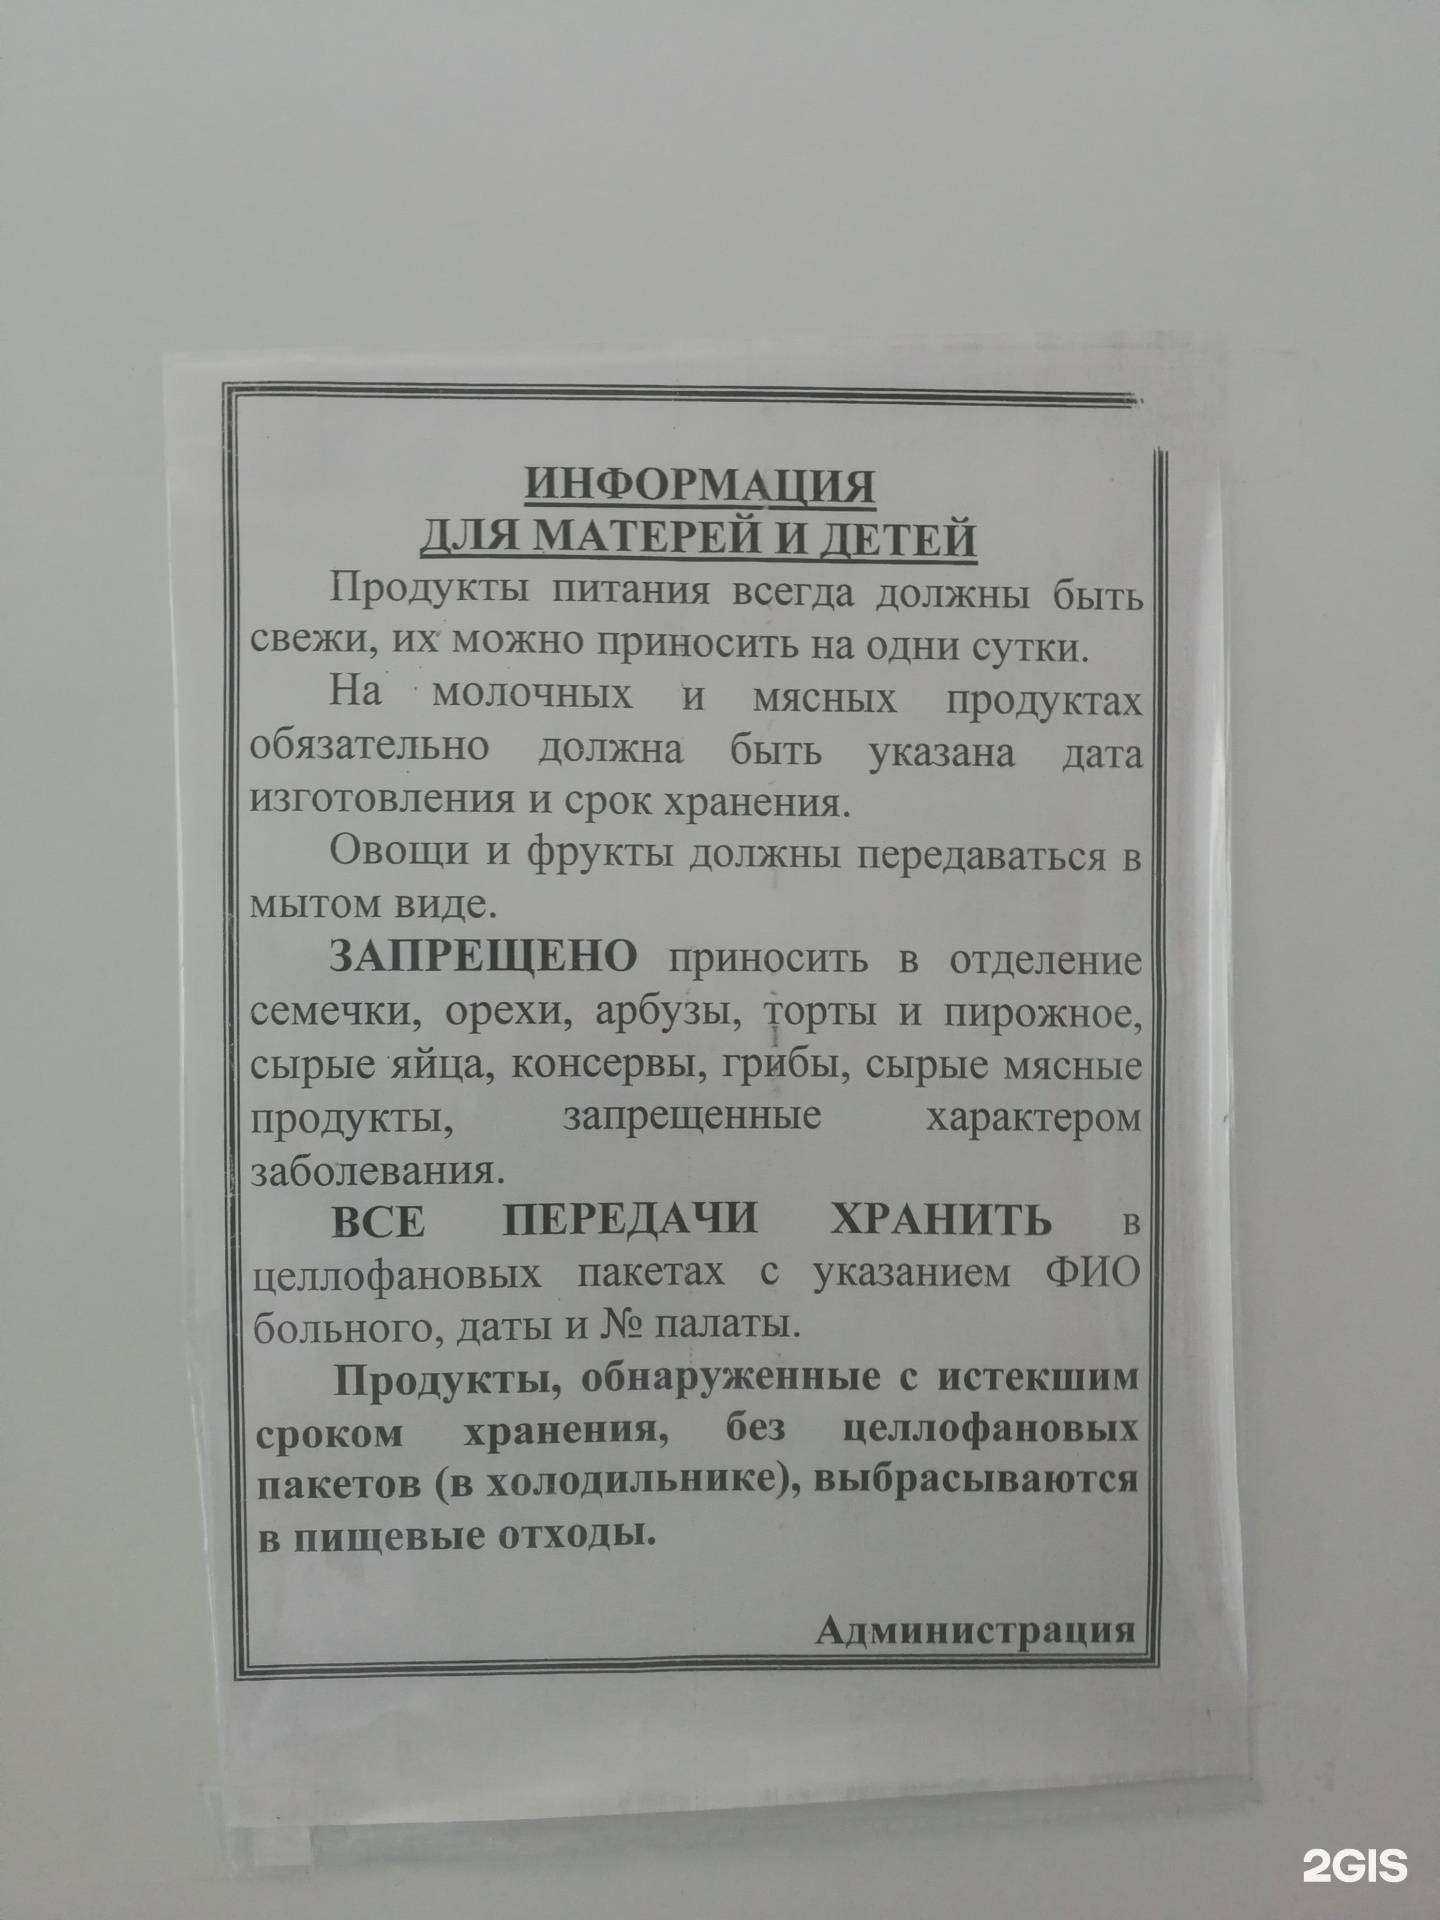 ИНФОРМАЦИЯ
ДЛЯ МАТЕРЕЙ И ДЕТЕЙ
Продукты питания всегда должны быть
свежи, их можно приносить на одни сутки.
На молочных и мясных продуктах
обязательно должна быть указана дата
изготовления и срок хранения.
Овощи и фрукты должны передаваться в
мытом виде.
ЗАПРЕЩЕНО приносить в отделение
семечки, орехи, арбузы, торты и пирожное,
сырые яйца, консервы, грибы, сырые мясные
продукты, запрещенные характером
заболевания.
ВСЕ ПЕРЕДАЧИ ХРАНИТЬ в
целлофановых пакетах с указанием ФИО
больного, даты и № палаты.
Продукты, обнаруженные с истекшим
сроком хранения, без целлофановых
пакетов (в холодильнике), выбрасываются
в пищевые отходы.
Администрация
2GIS